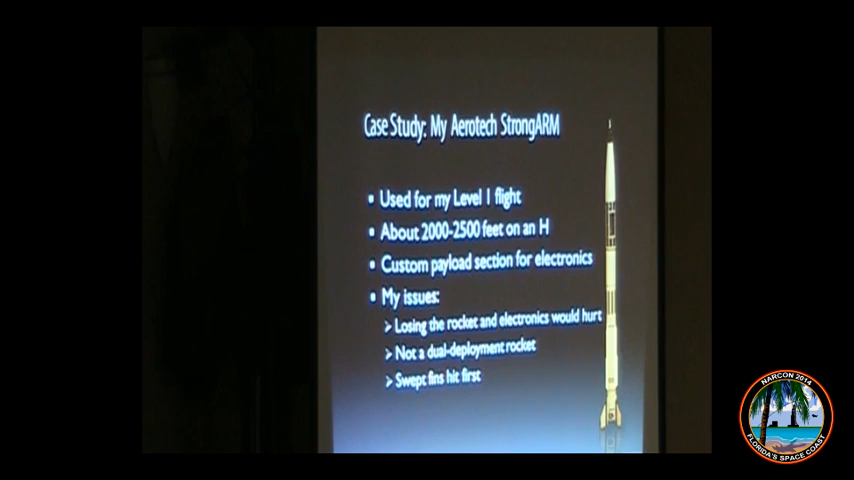 Case Study: My Aerotech StrongARM
▪ Used for my Level 1 flight
▪ About 2000-2500 feet on an H
▪ Custom payload section for electronics
▪ My issues:
➢ Losing the rocket and electronics would hurt
➢ Not a dual-deployment rocket
➢ Swept fins hit first
NARCON 2014
FLORIDA'S SPACE COAST